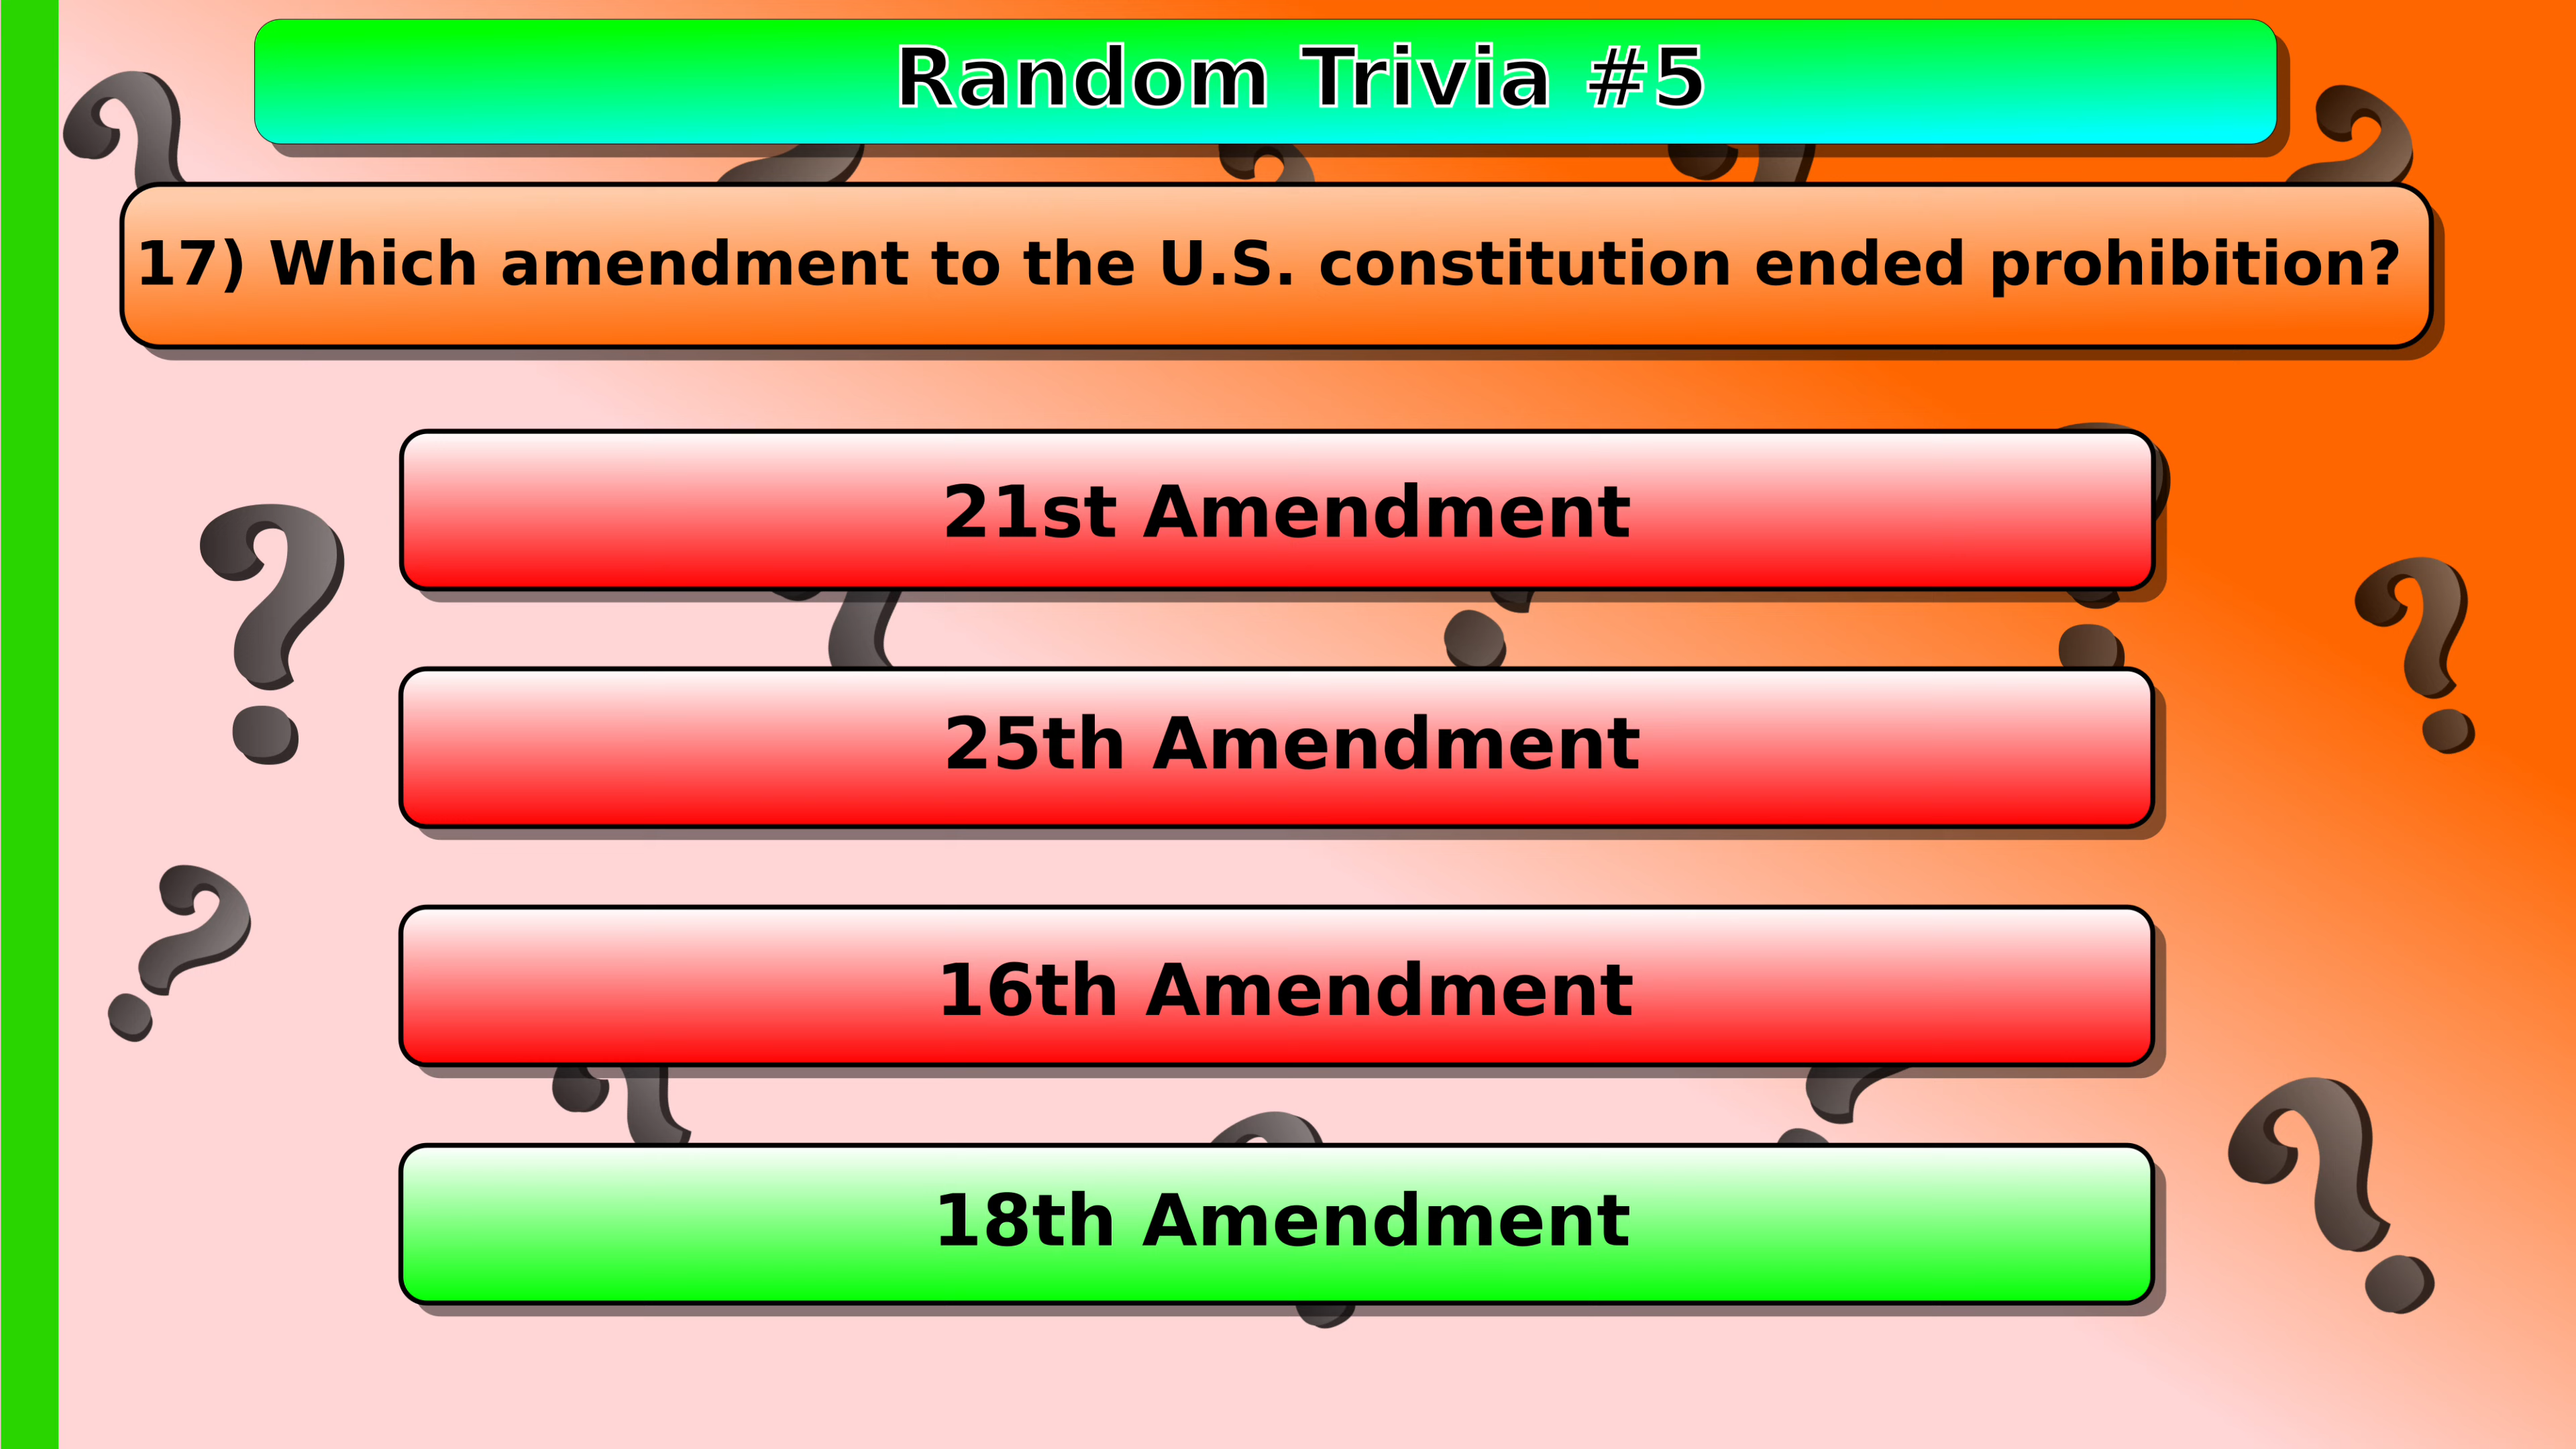 Random Trivia #5
17) Which amendment to the U.S. constitution ended prohibition?
21st Amendment
25th Amendment
16th Amendment
18th Amendment